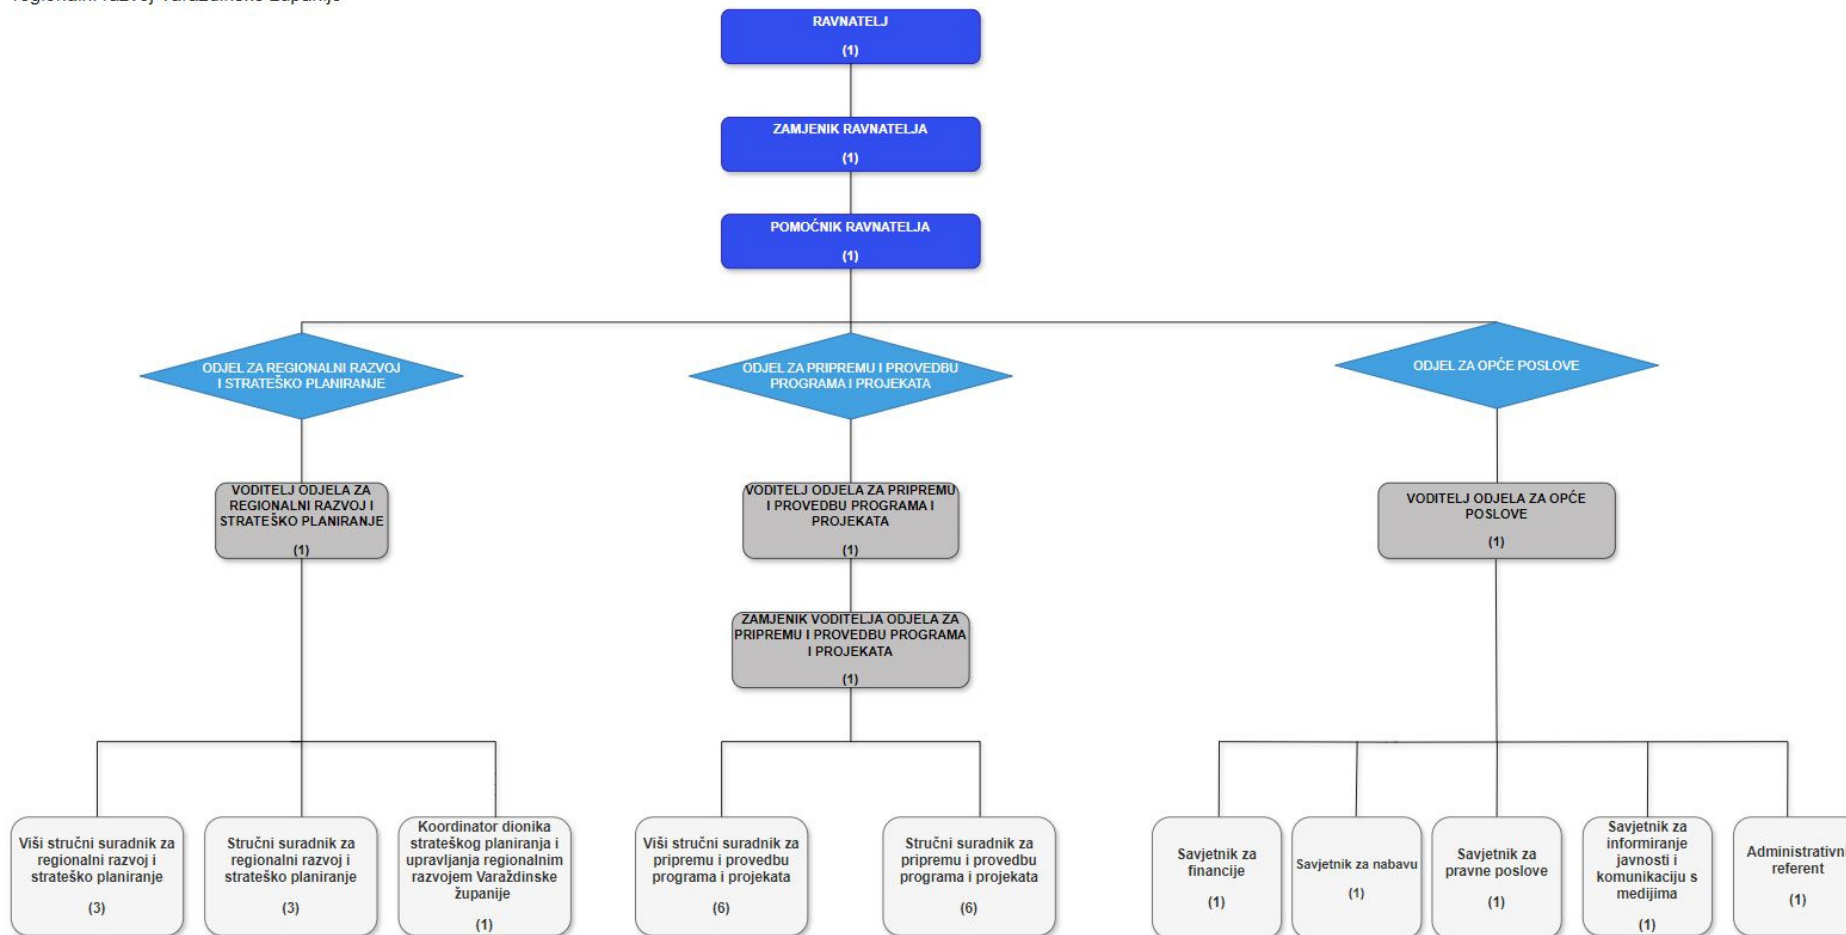 regionalni razvoj Varaždinske županije
RAVNATELJ
(1)
ZAMJENIK RAVNATELJA
(1)
POMOĆNIK RAVNATELJA
(1)
ODJEL ZA REGIONALNI RAZVOJ
I STRATEŠKO PLANIRANJE
ODJEL ZA PRIPREMU I PROVEDBU
PROGRAMA I PROJEKATA
ODJEL ZA OPĆE POSLOVE
VODITELJ ODJELA ZA
REGIONALNI RAZVOJ I
STRATEŠKO PLANIRANJE
(1)
VODITELJ ODJELA ZA PRIPREMU
I PROVEDBU PROGRAMA I
PROJEKATA
(1)
VODITELJ ODJELA ZA OPĆE
POSLOVE
(1)
ZAMJENIK VODITELJA ODJELA ZA
PRIPREMU I PROVEDBU PROGRAMA
I PROJEKATA
(1)
Viši stručni suradnik za
regionalni razvoj i
strateško planiranje
(3)
Stručni suradnik za
regionalni razvoj i
strateško planiranje
(3)
Koordinator dionika
strateškog planiranja i
upravljanja regionalnim
razvojem Varaždinske
županije
(1)
Viši stručni suradnik za
pripremu i provedbu
programa i projekata
(6)
Stručni suradnik za
pripremu i provedbu
programa i projekata
(6)
Savjetnik za
financije
(1)
Savjetnik za nabavu
(1)
Savjetnik za
pravne poslove
(1)
Savjetnik za
informiranje
javnosti i
komunikaciju s
medijima
(1)
Administrativni
referent
(1)